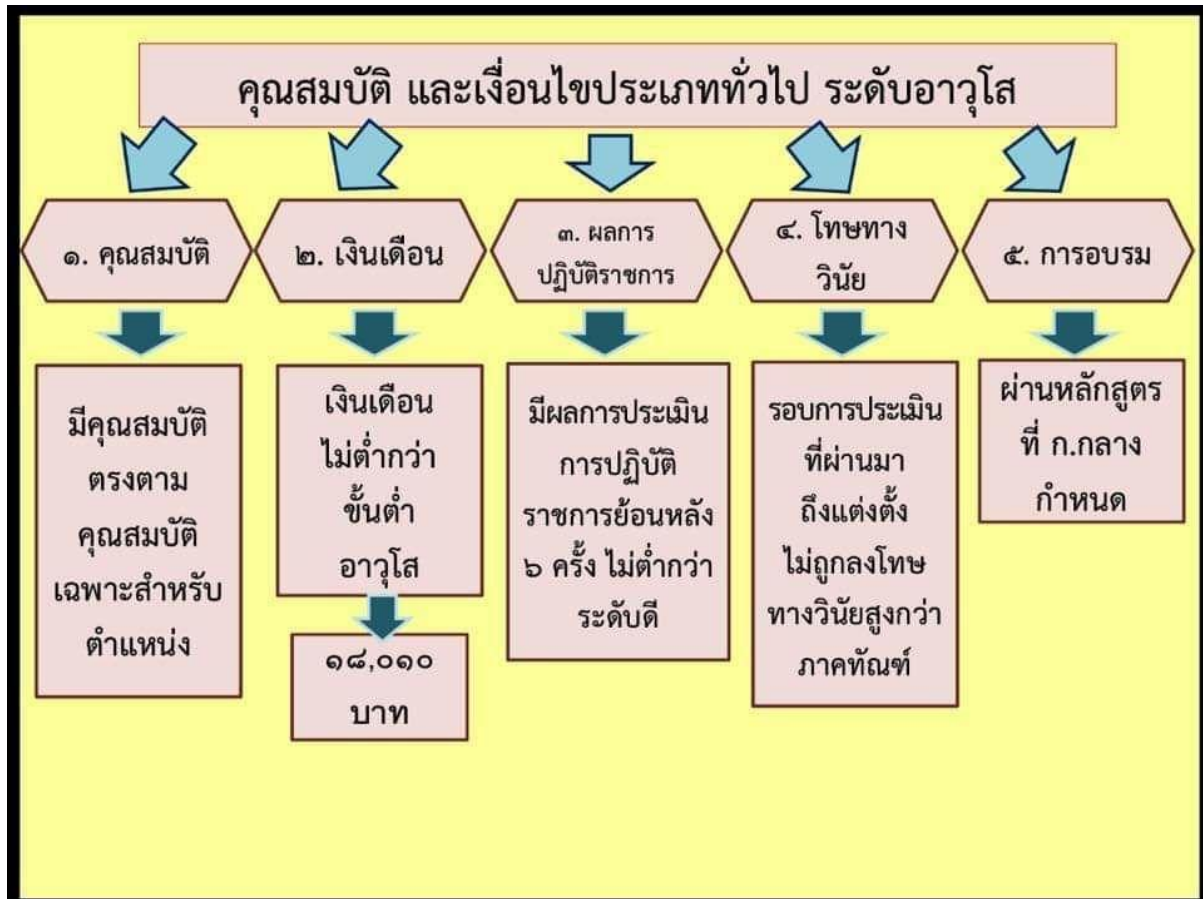 คุณสมบัติ และเงื่อนไขประเภททั่วไป ระดับอาวุโส
๑. คุณสมบัติ
มีคุณสมบัติ
ตรงตาม
คุณสมบัติ
เฉพาะสำหรับ
ตำแหน่ง
๒. เงินเดือน
เงินเดือน
ไม่ต่ำกว่า
ขั้นต่ำ
อาวุโส
๑๘,๐๑๐
บาท
๓. ผลการ
ปฏิบัติราชการ
มีผลการประเมิน
การปฏิบัติ
ราชการย้อนหลัง
๖ ครั้ง ไม่ต่ำกว่า
ระดับดี
๔. โทษทาง
วินัย
รอบการประเมิน
ที่ผ่านมา
ถึงแต่งตั้ง
ไม่ถูกลงโทษ
ทางวินัยสูงกว่า
ภาคทัณฑ์
๕. การอบรม
ผ่านหลักสูตร
ที่ ก.กลาง
กำหนด